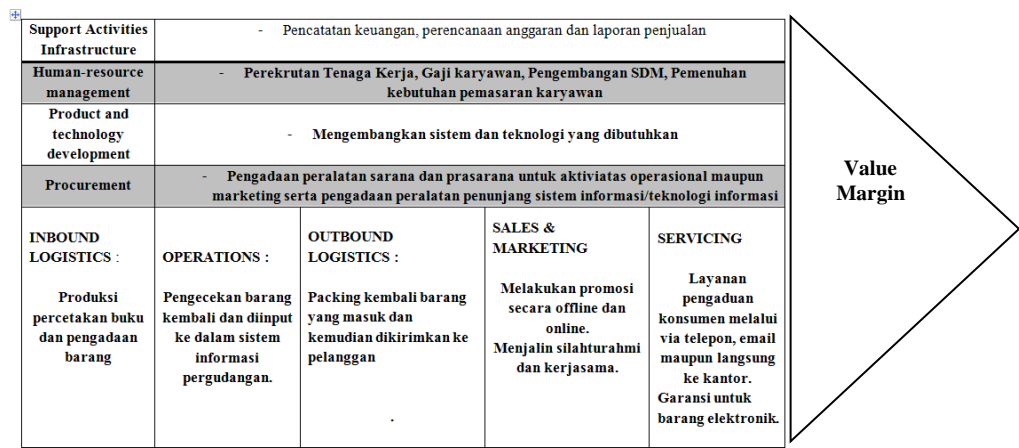 Support Activities
Infrastructure
- Pencatatan keuangan, perencanaan anggaran dan laporan penjualan
Human-resource
management
- Perekrutan Tenaga Kerja, Gaji karyawan, Pengembangan SDM, Pemenuhan
kebutuhan pemasaran karyawan
Product and
technology
development
- Mengembangkan sistem dan teknologi yang dibutuhkan
Procurement
- Pengadaan peralatan sarana dan prasarana untuk aktiviatas operasional maupun
marketing serta pengadaan peralatan penunjang sistem informasi/teknologi informasi
INBOUND
LOGISTICS :
Produksi
percetakan buku
dan pengadaan
barang
OPERATIONS :
Pengecekan barang
kembali dan diinput
ke dalam sistem
informasi
pergudangan.
OUTBOUND
LOGISTICS :
Packing kembali barang
yang masuk dan
kemudian dikirimkan ke
pelanggan
.
SALES &
MARKETING
Melakukan promosi
secara offline dan
online.
Menjalin silahturahmi
dan kerjasama.
SERVICING
Layanan
pengaduan
konsumen melalui
via telepon, email
maupun langsung
ke kantor.
Garansi untuk
barang elektronik.
Value
Margin